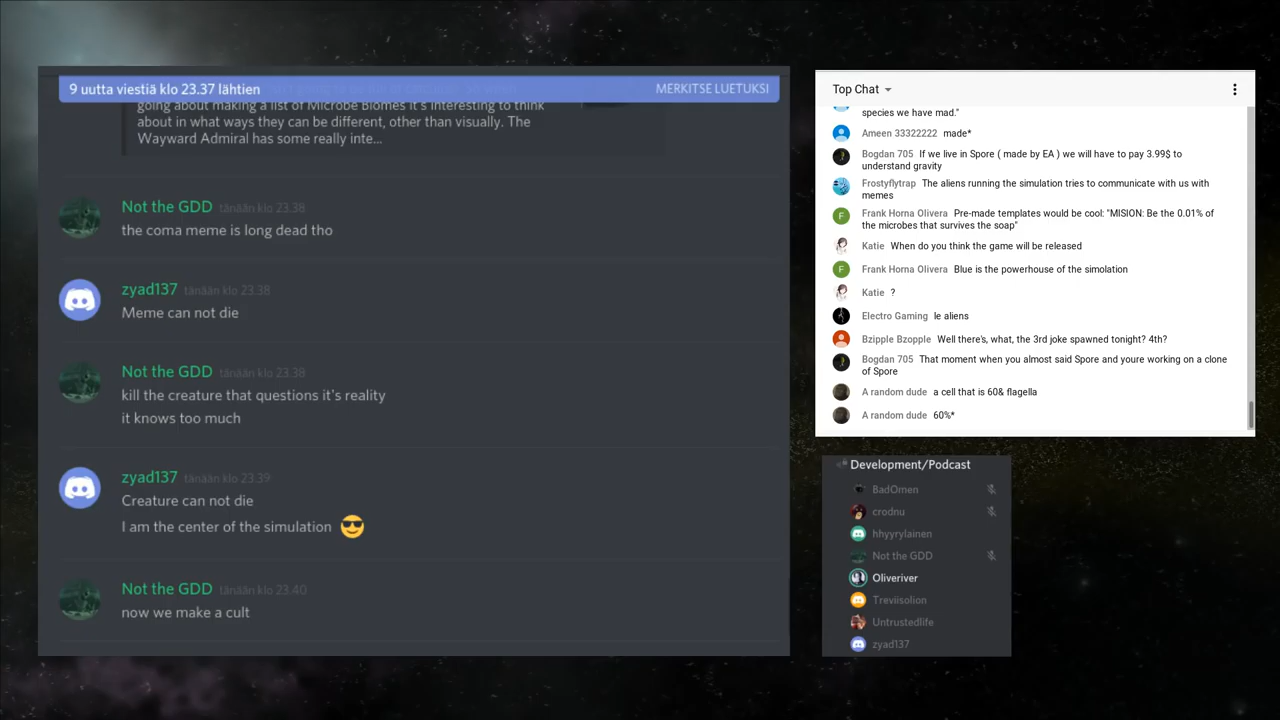 9 uutta viestiä klo 23.37 lähtien
MERKITSE LUETUKSI
going about making a list of Microbe Biomes it's interesting to think
about in what ways they can be different, other than visually. The
Wayward Admiral has some really inte...
Not the GDD tänään klo 23.38
the coma meme is long dead tho
zyad137 tänään klo 23.38
Meme can not die
Not the GDD tänään klo 23.38
kill the creature that questions it's reality
it knows too much
zyad137 tänään klo 23.39
Creature can not die
I am the center of the simulation 😎
Not the GDD tänään klo 23.40
now we make a cult
Top Chat
species we have mad."
Ameen 33322222 made*
Bogdan 705 If we live in Spore ( made by EA ) we will have to pay 3.99$ to
understand gravity
Frostyflytrap The aliens running the simulation tries to communicate with us with
memes
Frank Horna Olivera Pre-made templates would be cool: "MISION: Be the 0.01% of
the microbes that survives the soap"
Katie When do you think the game will be released
Frank Horna Olivera Blue is the powerhouse of the simolation
Katie ?
Electro Gaming le aliens
Bzipple Bzopple Well there's, what, the 3rd joke spawned tonight? 4th?
Bogdan 705 That moment when you almost said Spore and youre working on a clone
of Spore
A random dude a cell that is 60& flagella
A random dude 60%*
Development/Podcast
BadOmen
crodnu
hhyyrylainen
Not the GDD
Oliveriver
Treviisolion
Untrustedlife
zyad137